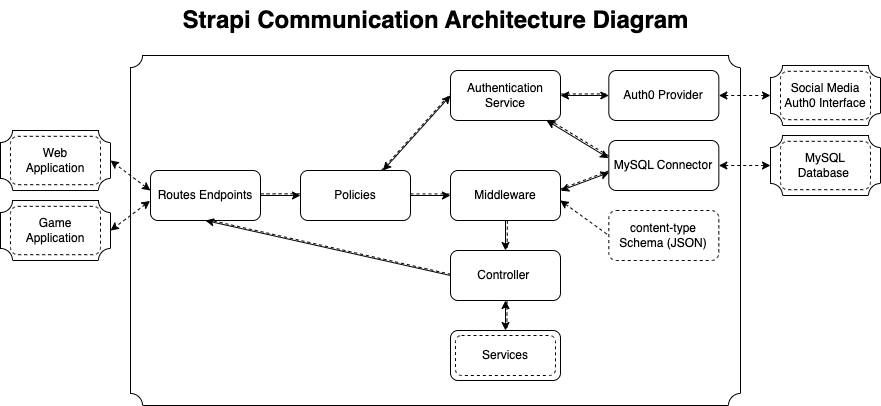 Strapi Communication Architecture Diagram
Authentication
Service
Auth0 Provider
Social Media
Auth0 Interface
Web
Application
MySQL Connector
MySQL
Database
Routes Endpoints
Policies
Middleware
Game
Application
content-type
Schema (JSON)
Controller
Services